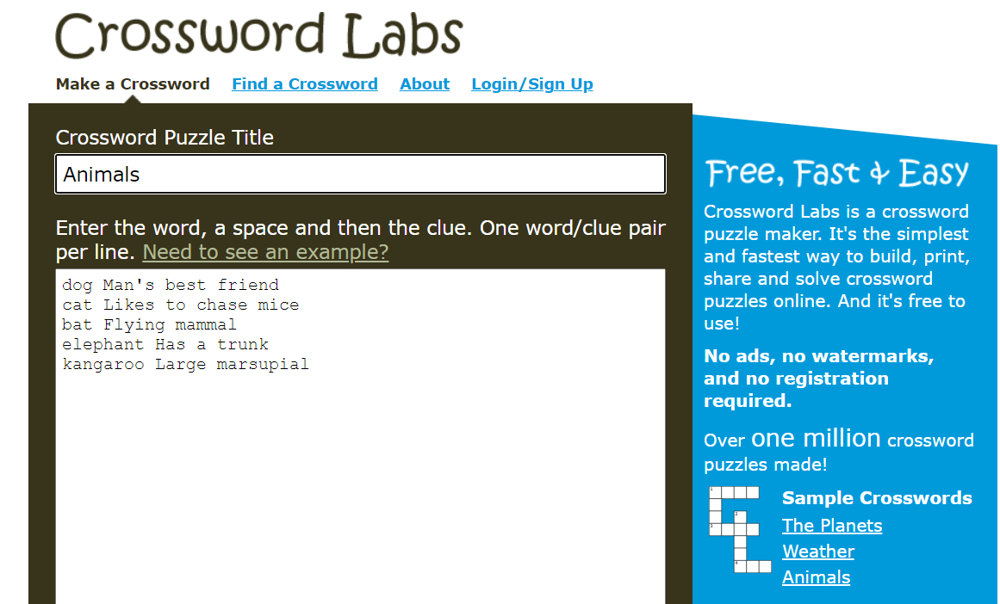 Crossword Labs
Make a Crossword Find a Crossword About Login/Sign Up
Crossword Puzzle Title
Animals
Enter the word, a space and then the clue. One word/clue pair
per line. Need to see an example?
dog Man's best friend
cat Likes to chase mice
bat Flying mammal
elephant Has a trunk
kangaroo Large marsupial
Free, Fast & Easy
Crossword Labs is a crossword
puzzle maker. It's the simplest
and fastest way to build, print,
share and solve crossword
puzzles online. And it's free to
use!
No ads, no watermarks,
and no registration
required.
Over one million crossword
puzzles made!
Sample Crosswords
The Planets
Weather
Animals